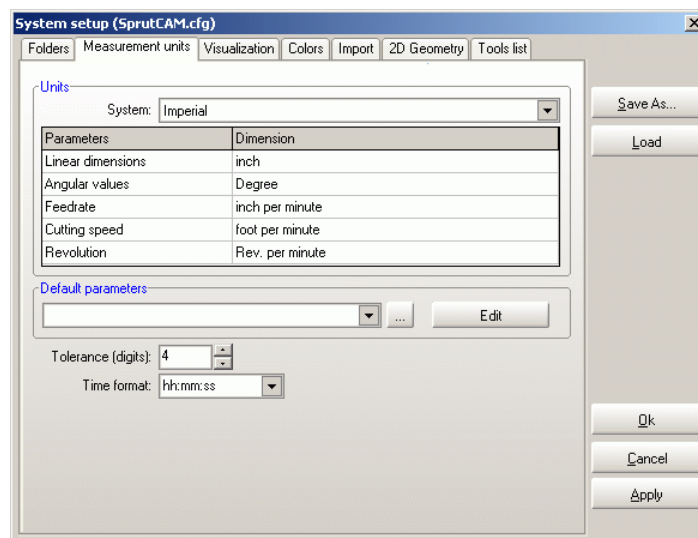 System setup (SprutCAM.cfg)
Folders Measurement units Visualization Colors Import 2D Geometry Tools list
Units
System: Imperial
Parameters Dimension
Linear dimensions inch
Angular values Degree
Feedrate inch per minute
Cutting speed foot per minute
Revolution Rev. per minute
Default parameters
... Edit
Tolerance (digits): 4
Time format: hh:mm:ss
Save As...
Load
Ok
Cancel
Apply